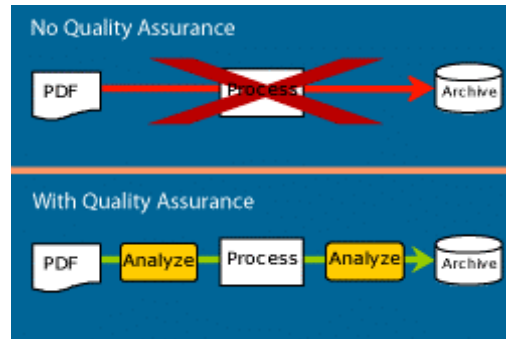 No Quality Assurance
PDF
Process
Archive
With Quality Assurance
PDF
Analyze
Process
Analyze
Archive